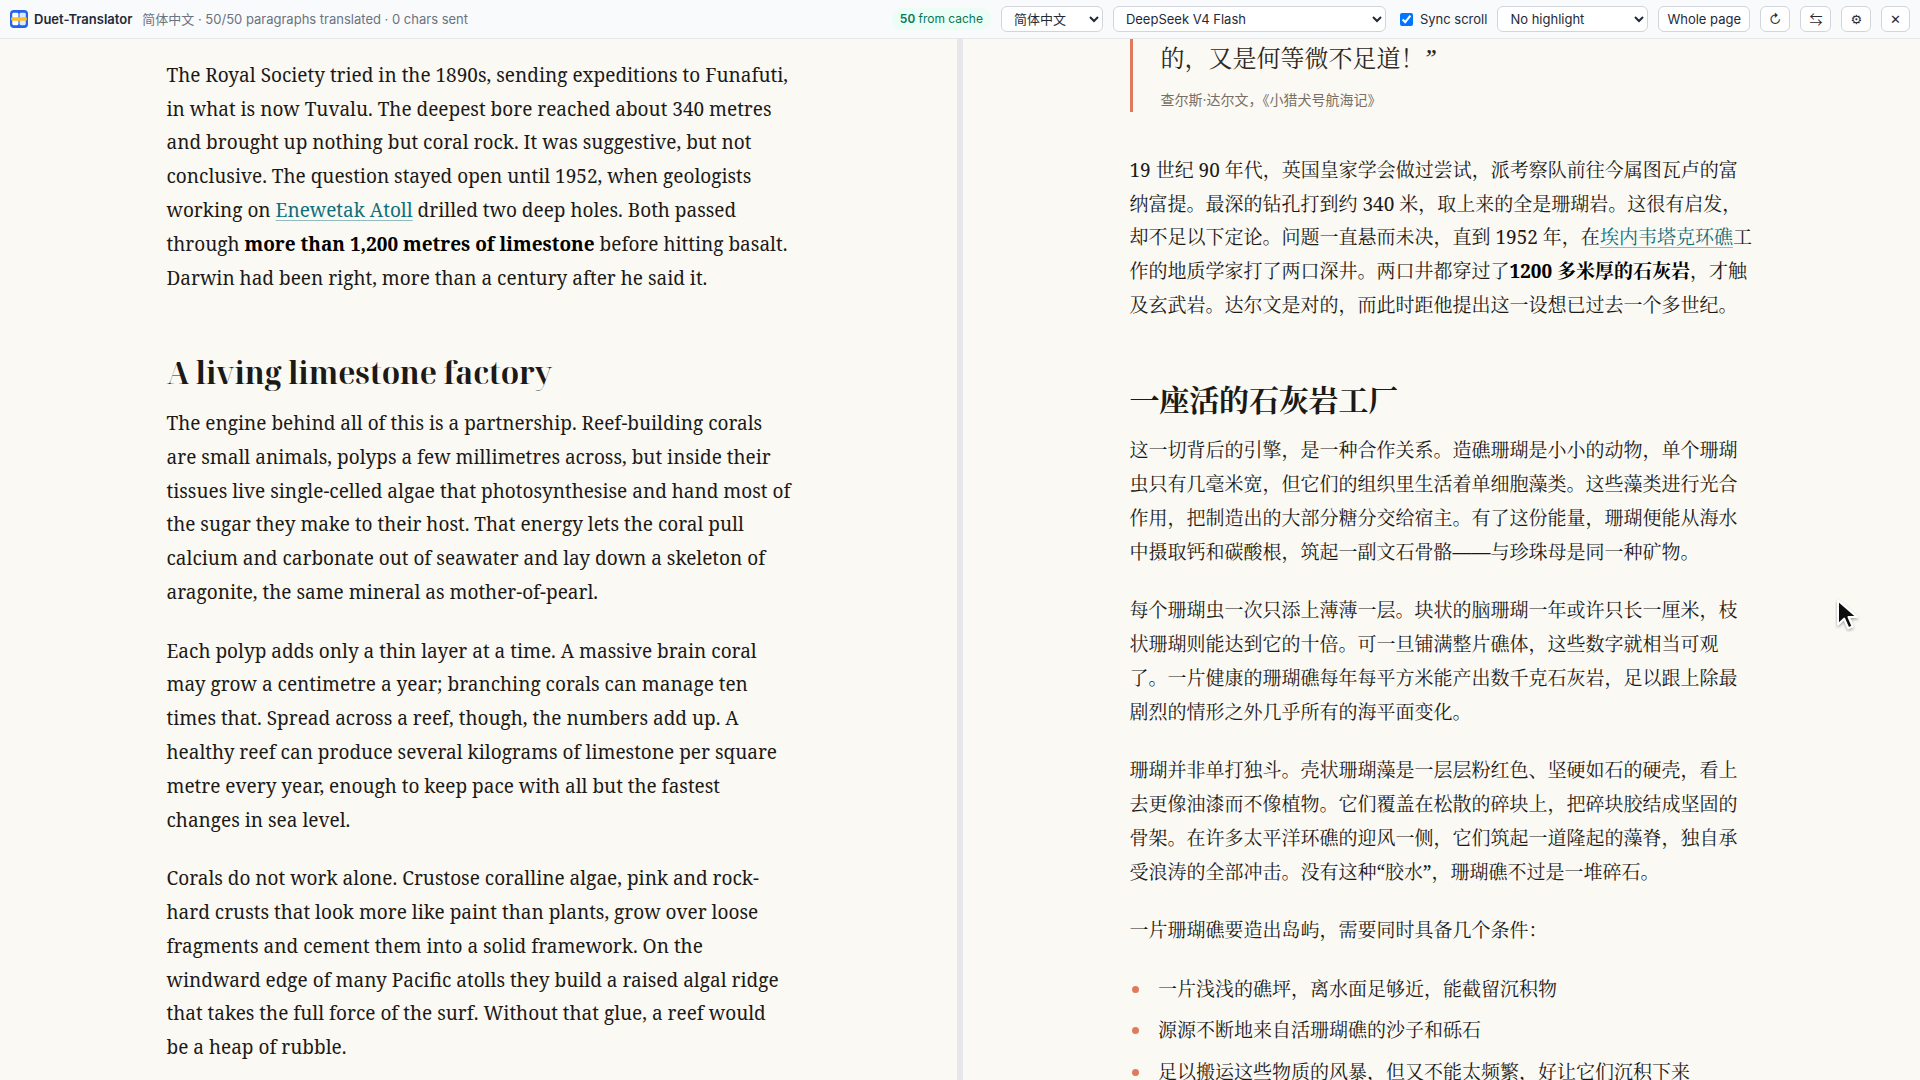 Duet-Translator 简体中文 · 50/50 paragraphs translated · 0 chars sent
50 from cache
简体中文
DeepSeek V4 Flash
Sync scroll
No highlight
Whole page
The Royal Society tried in the 1890s, sending expeditions to Funafuti,
in what is now Tuvalu. The deepest bore reached about 340 metres
and brought up nothing but coral rock. It was suggestive, but not
conclusive. The question stayed open until 1952, when geologists
working on Enewetak Atoll drilled two deep holes. Both passed
through more than 1,200 metres of limestone before hitting basalt.
Darwin had been right, more than a century after he said it.
A living limestone factory
The engine behind all of this is a partnership. Reef-building corals
are small animals, polyps a few millimetres across, but inside their
tissues live single-celled algae that photosynthesise and hand most of
the sugar they make to their host. That energy lets the coral pull
calcium and carbonate out of seawater and lay down a skeleton of
aragonite, the same mineral as mother-of-pearl.
Each polyp adds only a thin layer at a time. A massive brain coral
may grow a centimetre a year; branching corals can manage ten
times that. Spread across a reef, though, the numbers add up. A
healthy reef can produce several kilograms of limestone per square
metre every year, enough to keep pace with all but the fastest
changes in sea level.
Corals do not work alone. Crustose coralline algae, pink and rock-
hard crusts that look more like paint than plants, grow over loose
fragments and cement them into a solid framework. On the
windward edge of many Pacific atolls they build a raised algal ridge
that takes the full force of the surf. Without that glue, a reef would
be a heap of rubble.
的，又是何等微不足道！”
查尔斯·达尔文，《小猎犬号航海记》
19 世纪 90 年代，英国皇家学会做过尝试，派考察队前往今属图瓦卢的富
纳富提。最深的钻孔打到约 340 米，取上来的全是珊瑚岩。这很有启发，
却不足以下定论。问题一直悬而未决，直到 1952 年，在埃内韦塔克环礁工
作的地质学家打了两口深井。两口井都穿过了1200 多米厚的石灰岩，才触
及玄武岩。达尔文是对的，而此时距他提出这一设想已过去一个多世纪。
一座活的石灰岩工厂
这一切背后的引擎，是一种合作关系。造礁珊瑚是小小的动物，单个珊瑚
虫只有几毫米宽，但它们的组织里生活着单细胞藻类。这些藻类进行光合
作用，把制造出的大部分糖分交给宿主。有了这份能量，珊瑚便能从海水
中摄取钙和碳酸根，筑起一副文石骨骼——与珍珠母是同一种矿物。
每个珊瑚虫一次只添上薄薄一层。块状的脑珊瑚一年或许只长一厘米，枝
状珊瑚则能达到它的十倍。可一旦铺满整片礁体，这些数字就相当可观
了。一片健康的珊瑚礁每年每平方米能产出数千克石灰岩，足以跟上除最
剧烈的情形之外几乎所有的海平面变化。
珊瑚并非单打独斗。壳状珊瑚藻是一层层粉红色、坚硬如石的硬壳，看上
去更像油漆而不像植物。它们覆盖在松散的碎块上，把碎块胶结成坚固的
骨架。在许多太平洋环礁的迎风一侧，它们筑起一道隆起的藻脊，独自承
受浪涛的全部冲击。没有这种“胶水”，珊瑚礁不过是一堆碎石。
一片珊瑚礁要造出岛屿，需要同时具备几个条件：
一片浅浅的礁坪，离水面足够近，能截留沉积物
源源不断地来自活珊瑚礁的沙子和砾石
足以搬运这些物质的风暴，但又不能太频繁，好让它们沉积下来